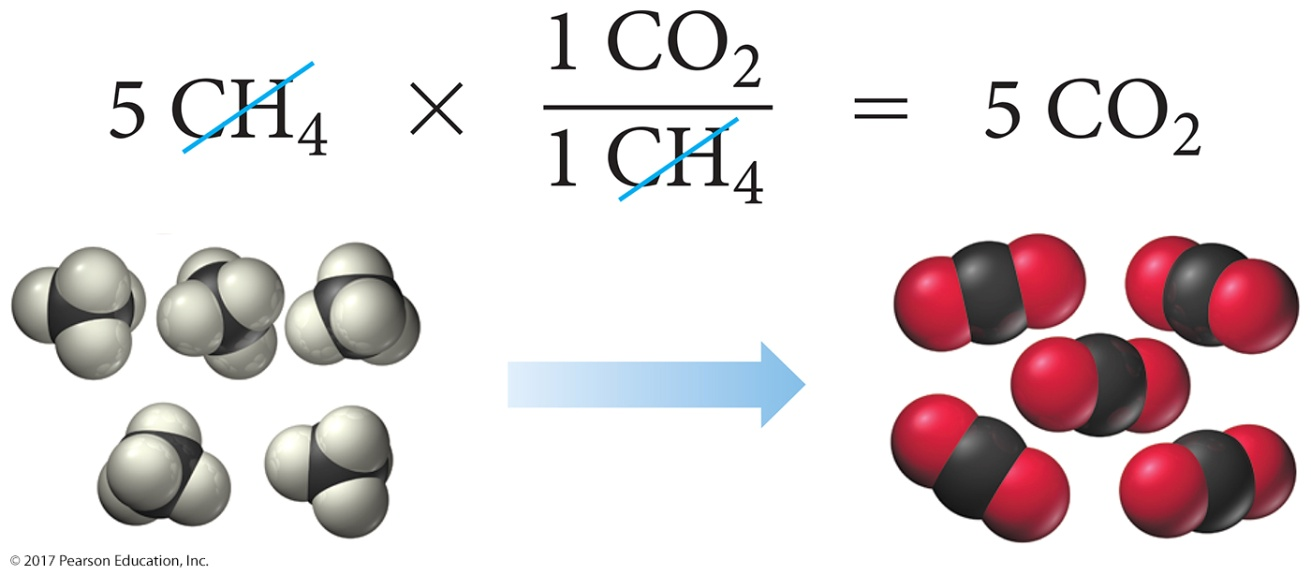 5 CH₄ × 1 CO₂ / 1 CH₄ = 5 CO₂
© 2017 Pearson Education, Inc.